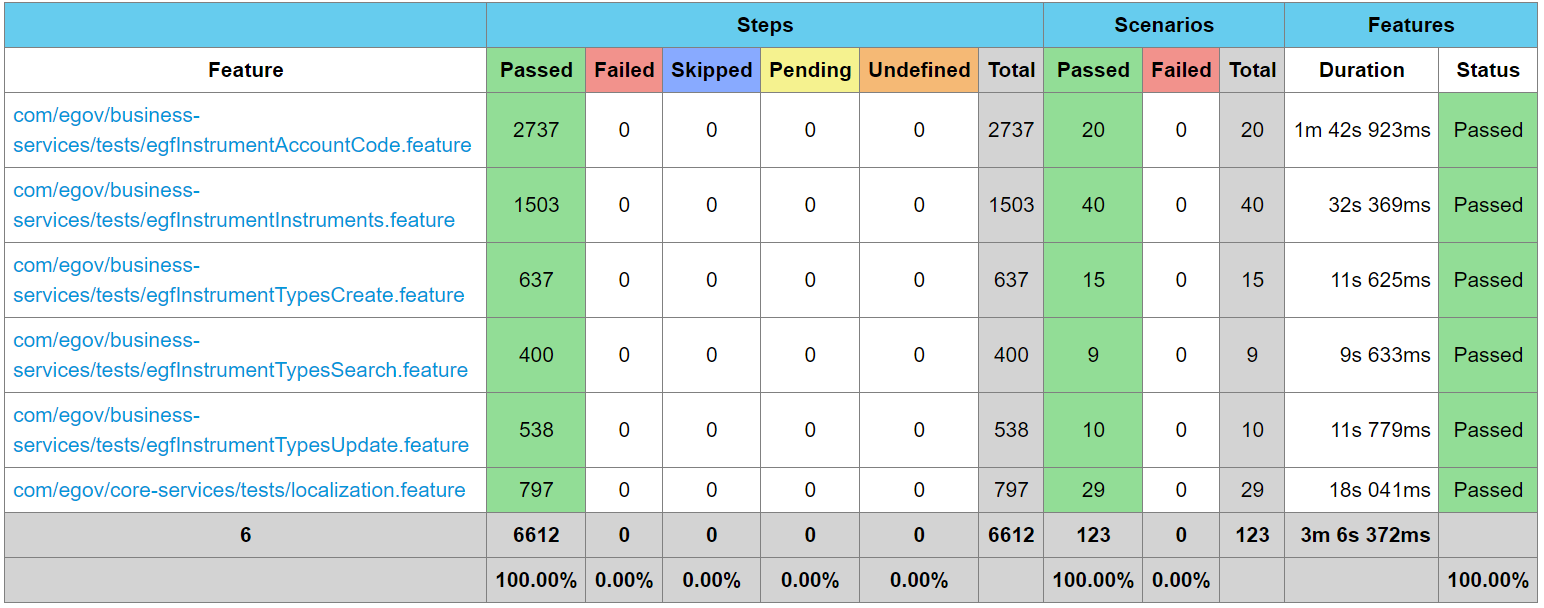 Steps Scenarios Features
Feature Passed Failed Skipped Pending Undefined Total Passed Failed Total Duration Status
com/egov/business-
services/tests/egfInstrumentAccountCode.feature 2737 0 0 0 0 2737 20 0 20 1m 42s 923ms Passed
com/egov/business-
services/tests/egfInstrumentInstruments.feature 1503 0 0 0 0 1503 40 0 40 32s 369ms Passed
com/egov/business-
services/tests/egfInstrumentTypesCreate.feature 637 0 0 0 0 637 15 0 15 11s 625ms Passed
com/egov/business-
services/tests/egfInstrumentTypesSearch.feature 400 0 0 0 0 400 9 0 9 9s 633ms Passed
com/egov/business-
services/tests/egfInstrumentTypesUpdate.feature 538 0 0 0 0 538 10 0 10 11s 779ms Passed
com/egov/core-services/tests/localization.feature 797 0 0 0 0 797 29 0 29 18s 041ms Passed
6 6612 0 0 0 0 6612 123 0 123 3m 6s 372ms
100.00% 0.00% 0.00% 0.00% 0.00% 100.00% 0.00% 100.00%